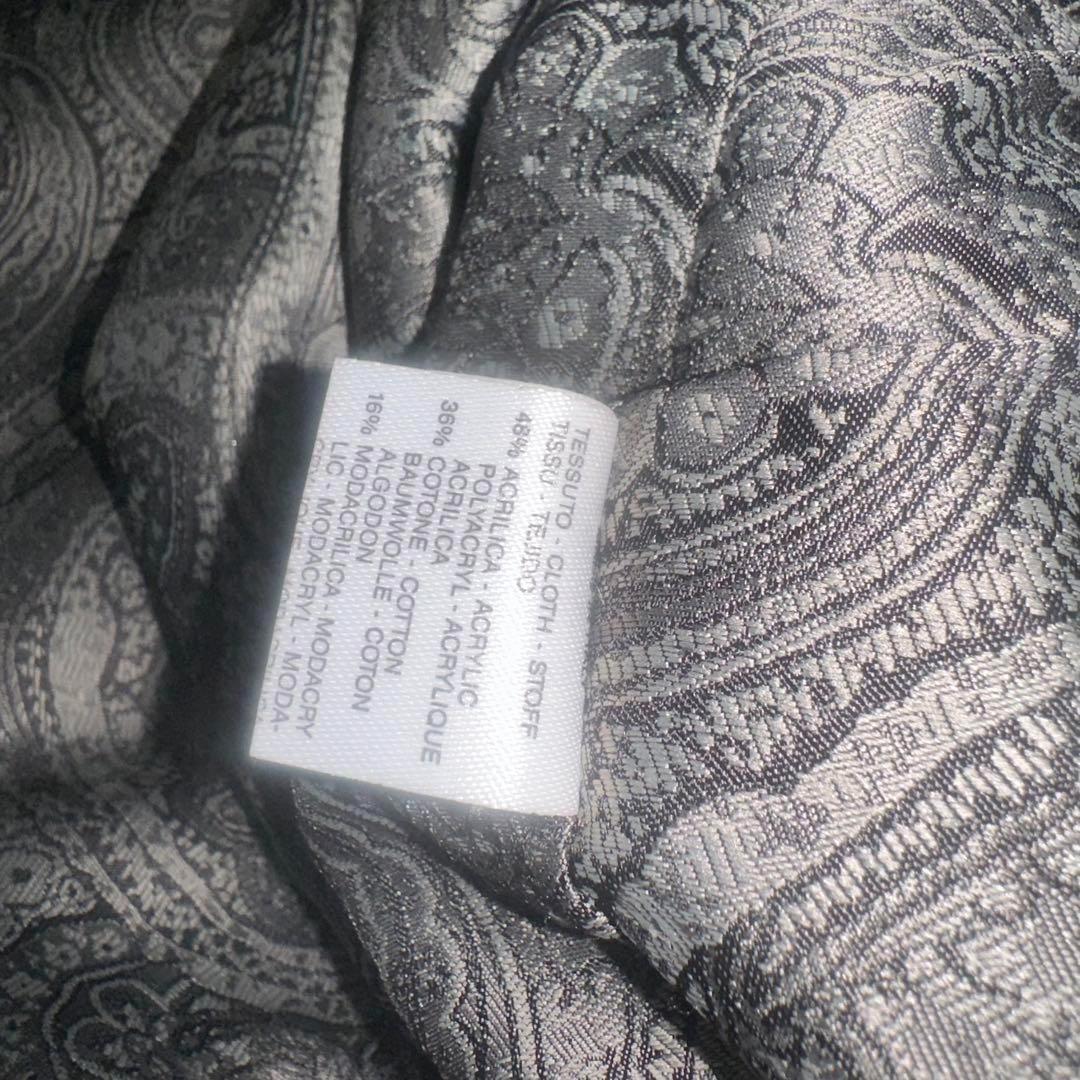 TESSUTO - CLOTH - STOFF
TISSU - TEJIDO
48% ACRILICA - ACRYLIC
POLYACRYL - ACRYLIQUE
ACRILICA
36% COTONE - COTTON
BAUMWOLLE - COTON
ALGODON
16% MODACRILICA - MODACRY
LIC - MODACRYL - MODA-